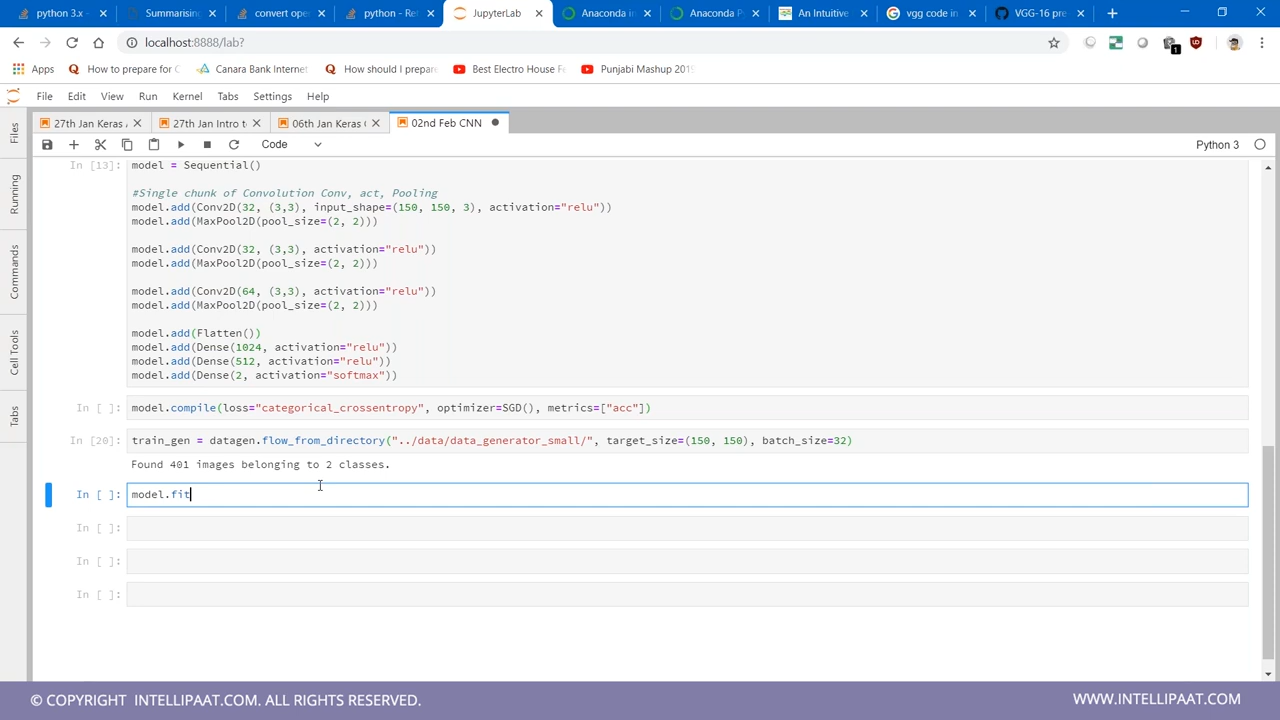 python 3.x -
Summarising
convert ope
python - Ret
JupyterLab
Anaconda in
Anaconda Py
An Intuitive
vgg code in
VGG-16 pre
localhost:8888/lab?
1
Apps
How to prepare for C
Canara Bank Internet
How should I prepare
Best Electro House Fe
Punjabi Mashup 2019
File Edit View Run Kernel Tabs Settings Help
27th Jan Keras
27th Jan Intro t
06th Jan Keras
02nd Feb CNN
Code
Python 3
Files
Running
Commands
Cell Tools
Tabs
In [13]: model = Sequential()
#Single chunk of Convolution Conv, act, Pooling
model.add(Conv2D(32, (3,3), input_shape=(150, 150, 3), activation="relu"))
model.add(MaxPool2D(pool_size=(2, 2)))
model.add(Conv2D(32, (3,3), activation="relu"))
model.add(MaxPool2D(pool_size=(2, 2)))
model.add(Conv2D(64, (3,3), activation="relu"))
model.add(MaxPool2D(pool_size=(2, 2)))
model.add(Flatten())
model.add(Dense(1024, activation="relu"))
model.add(Dense(512, activation="relu"))
model.add(Dense(2, activation="softmax"))
In [ ]: model.compile(loss="categorical_crossentropy", optimizer=SGD(), metrics=["acc"])
In [20]: train_gen = datagen.flow_from_directory("../data/data_generator_small/", target_size=(150, 150), batch_size=32)
Found 401 images belonging to 2 classes.
In [ ]: model.fit
In [ ]:
In [ ]:
In [ ]:
© COPYRIGHT INTELLIPAAT.COM. ALL RIGHTS RESERVED.
WWW.INTELLIPAAT.COM